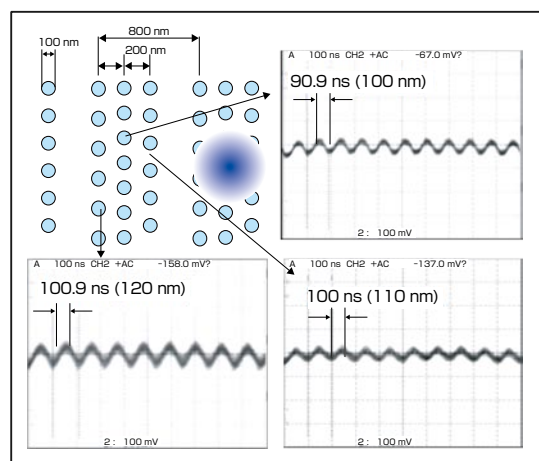 100 nm
800 nm
200 nm
A 100 ns CH2 +AC -67.0 mV?
90.9 ns (100 nm)
2 : 100 mV
A 100 ns CH2 +AC -158.0 mV?
100.9 ns (120 nm)
2 : 100 mV
A 100 ns CH2 +AC -137.0 mV?
100 ns (110 nm)
2 : 100 mV